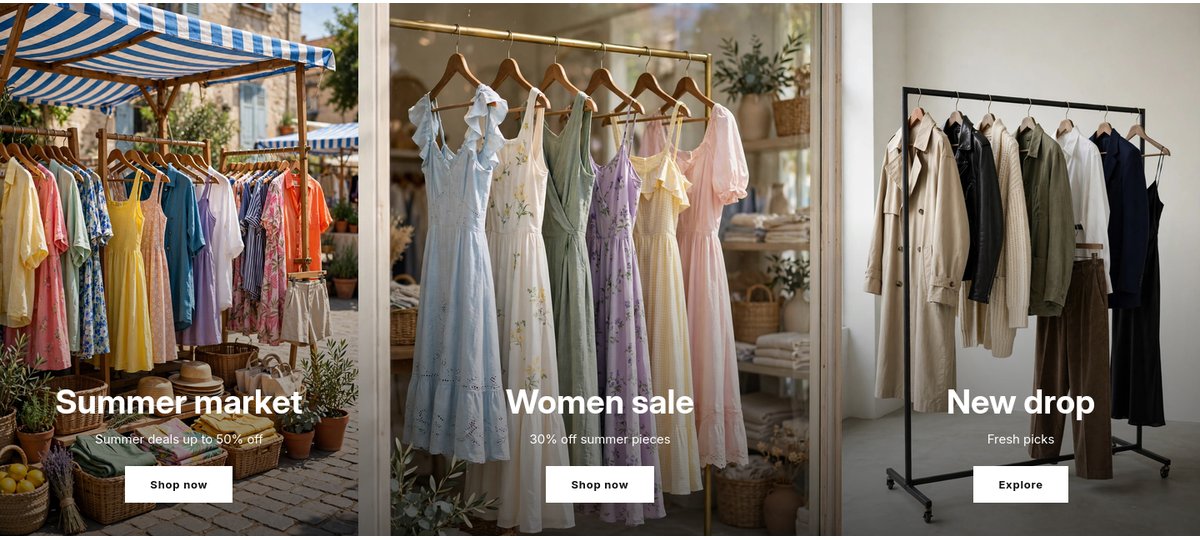 Summer market
Summer deals up to 50% off
Shop now
Women sale
30% off summer pieces
Shop now
New drop
Fresh picks
Explore